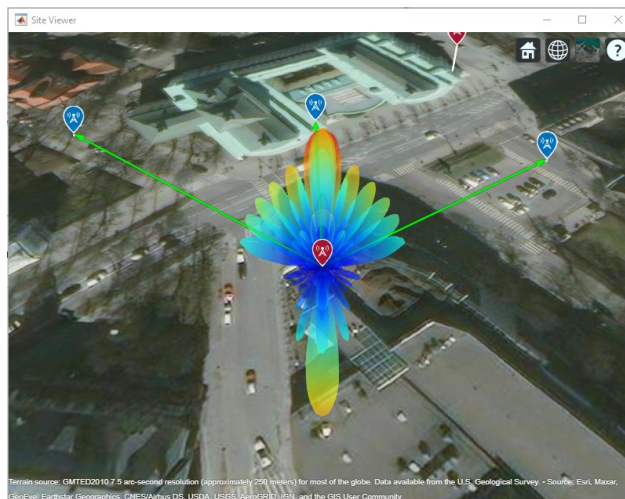 Site Viewer
?
Terrain source: GMTED2010 7.5 arc-second resolution (approximately 250 meters) for most of the globe. Data available from the U.S. Geological Survey. • Source: Esri, Maxar,
GeoEye, Earthstar Geographics, CNES/Airbus DS, USDA, USGS, AeroGRID, IGN, and the GIS User Community